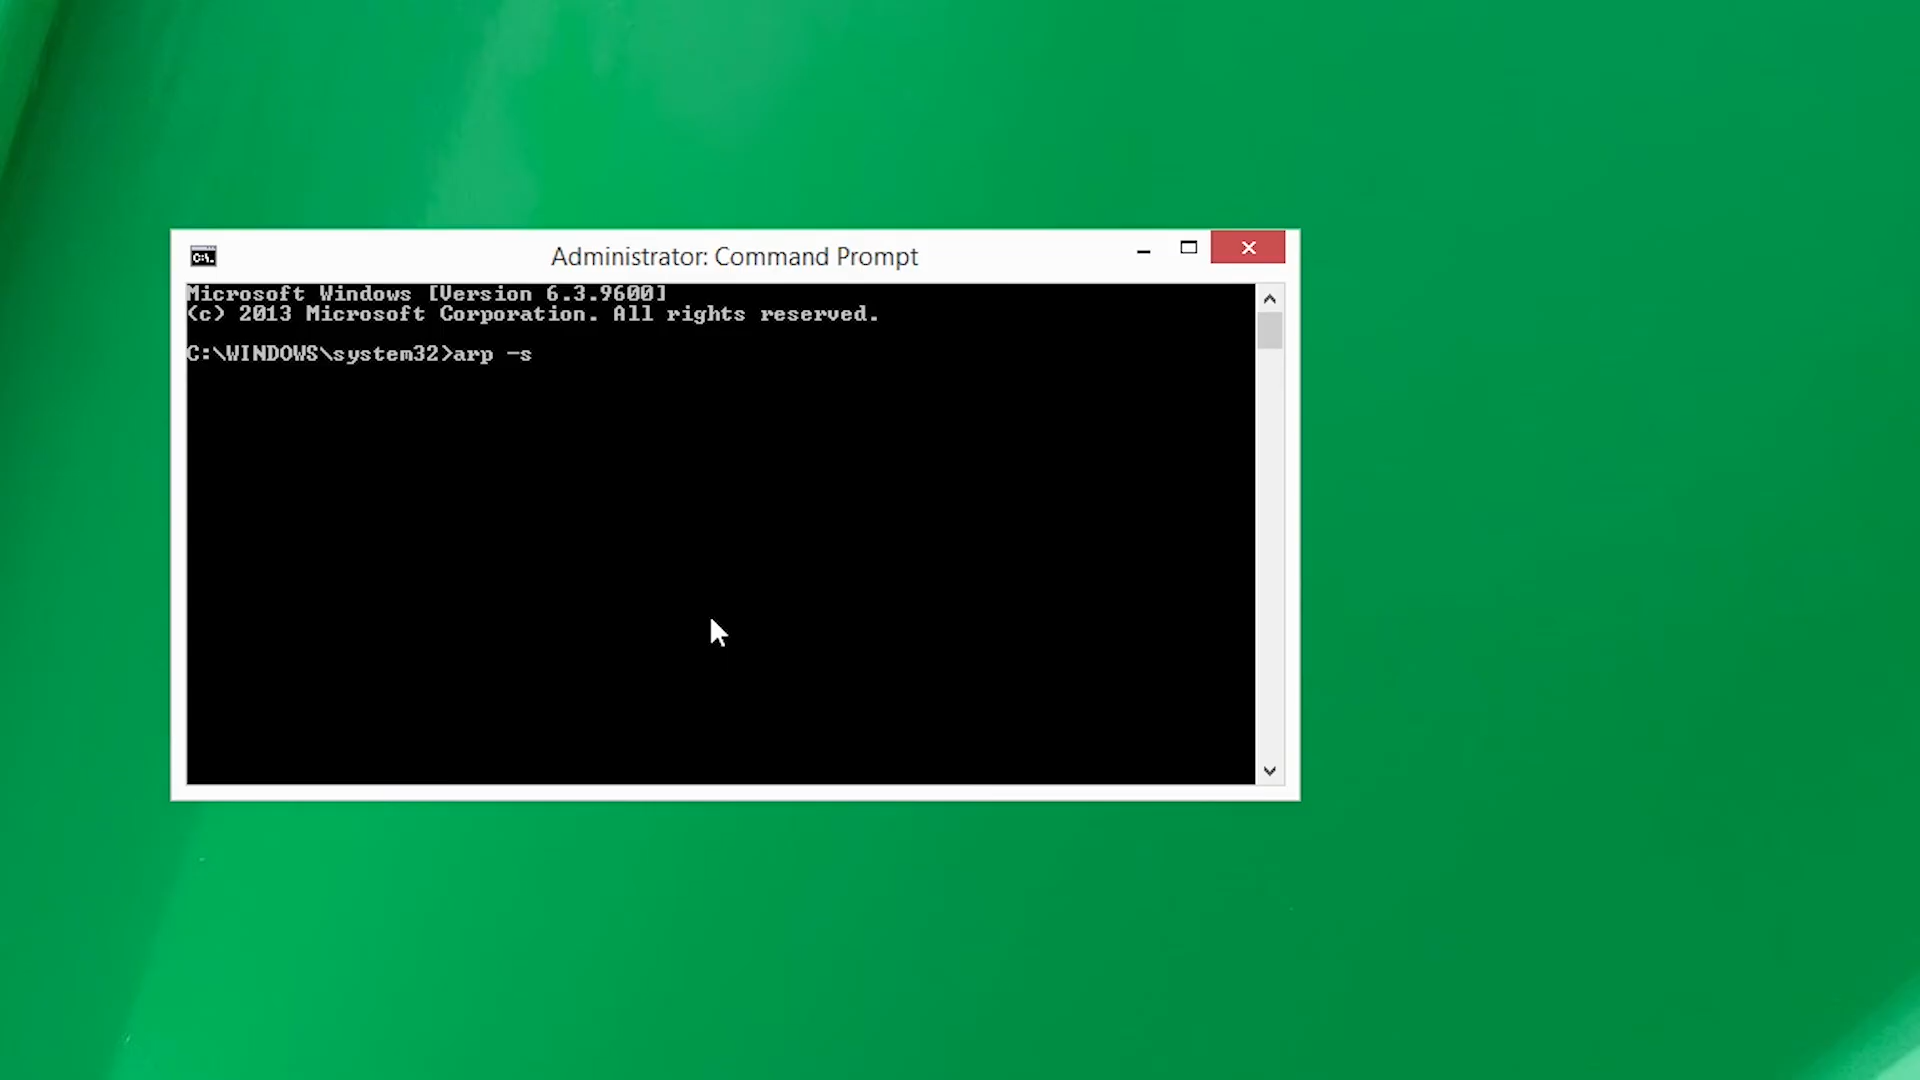 Administrator: Command Prompt
Microsoft Windows [Version 6.3.9600]
(c) 2013 Microsoft Corporation. All rights reserved.
C:\WINDOWS\system32>arp -s